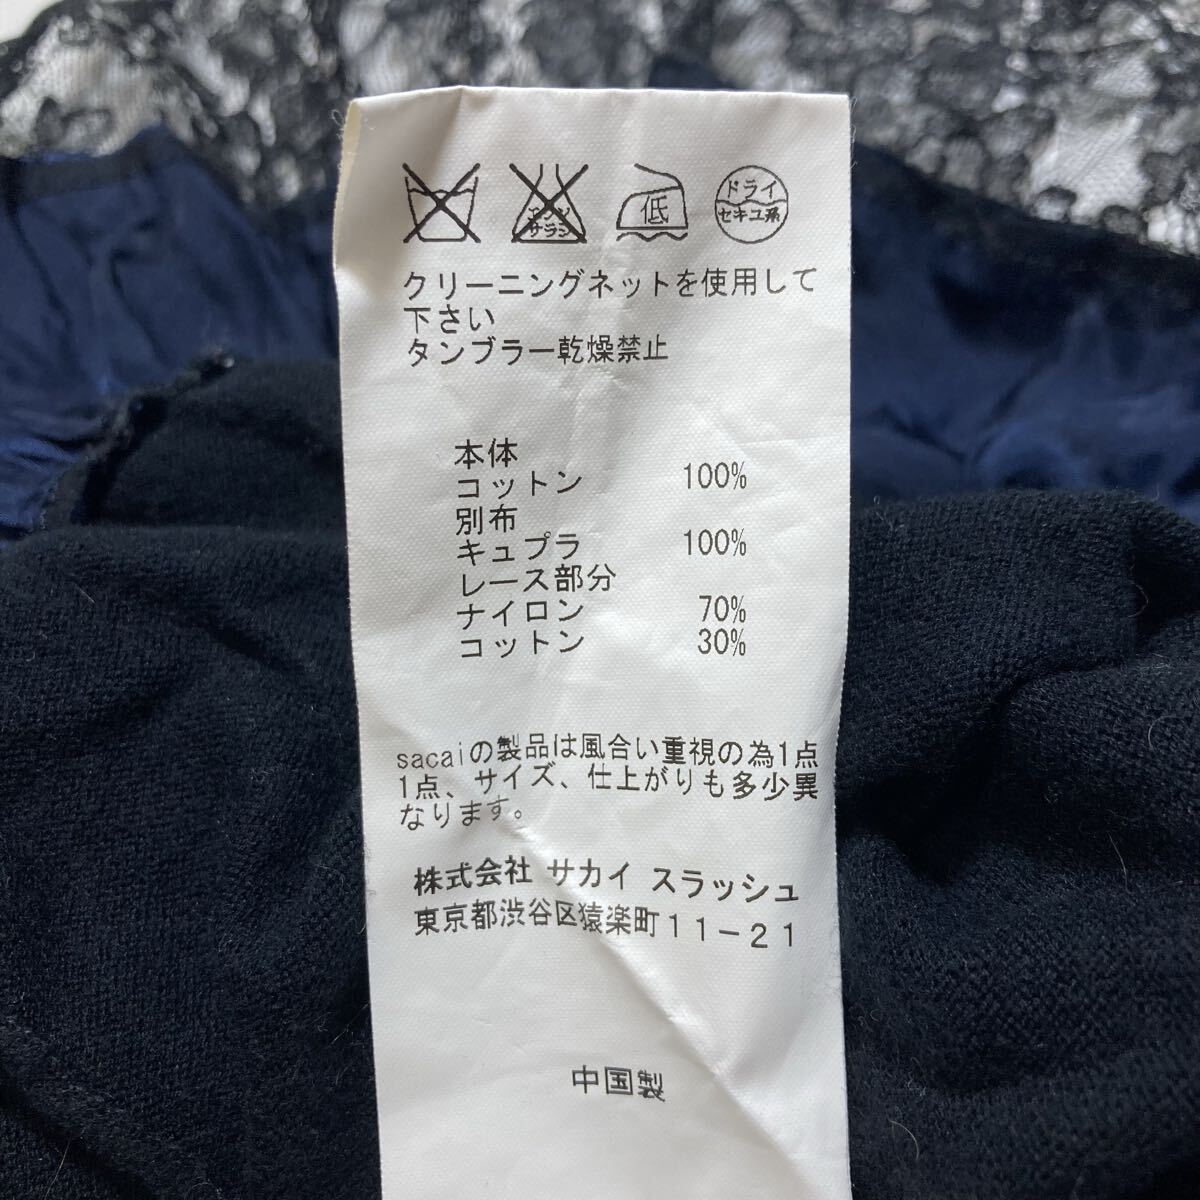 エンソ
サラシ
低
ドライ
セキユ系
クリーニングネットを使用して
下さい
タンブラー乾燥禁止
本体
コットン 100%
別布
キュプラ 100%
レース部分
ナイロン 70%
コットン 30%
sacaiの製品は風合い重視の為1点
1点、サイズ、仕上がりも多少異
なります。
株式会社 サカイ スラッシュ
東京都渋谷区猿楽町11-21
中国製